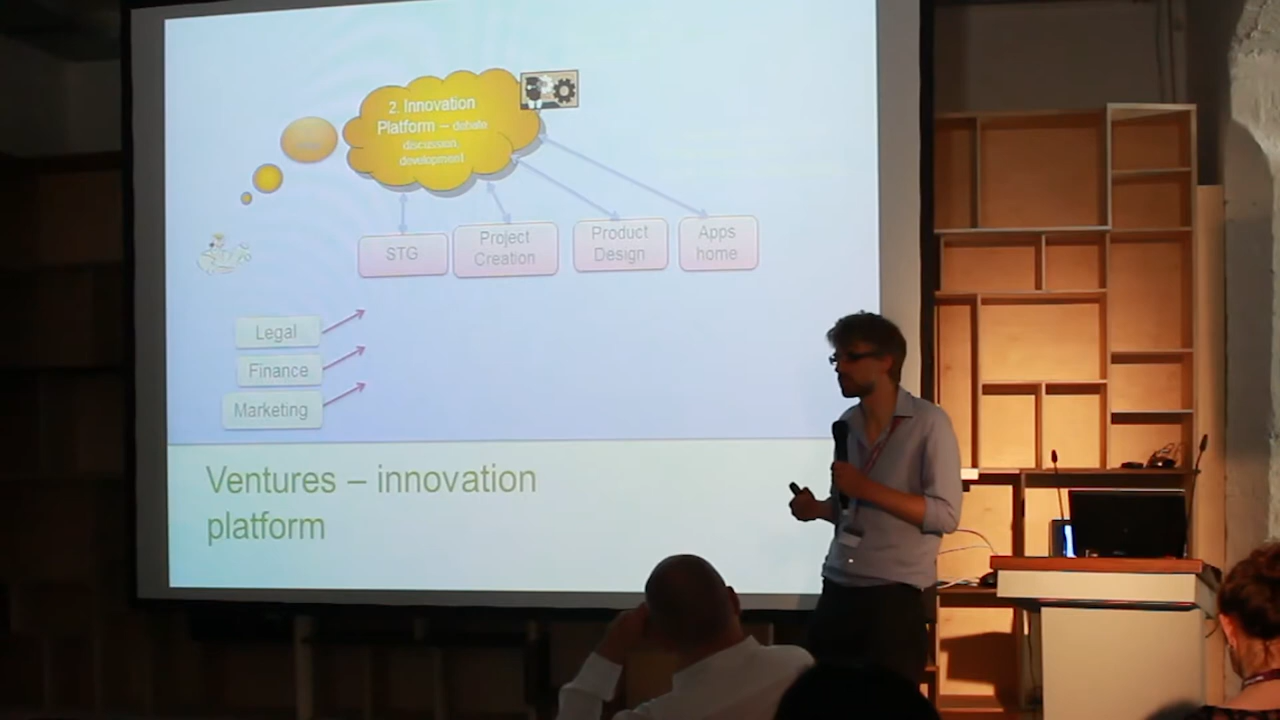 2. Innovation
Platform – debate
discussion
development
STG
Project
Creation
Product
Design
Apps
home
Legal
Finance
Marketing
Ventures – innovation
platform